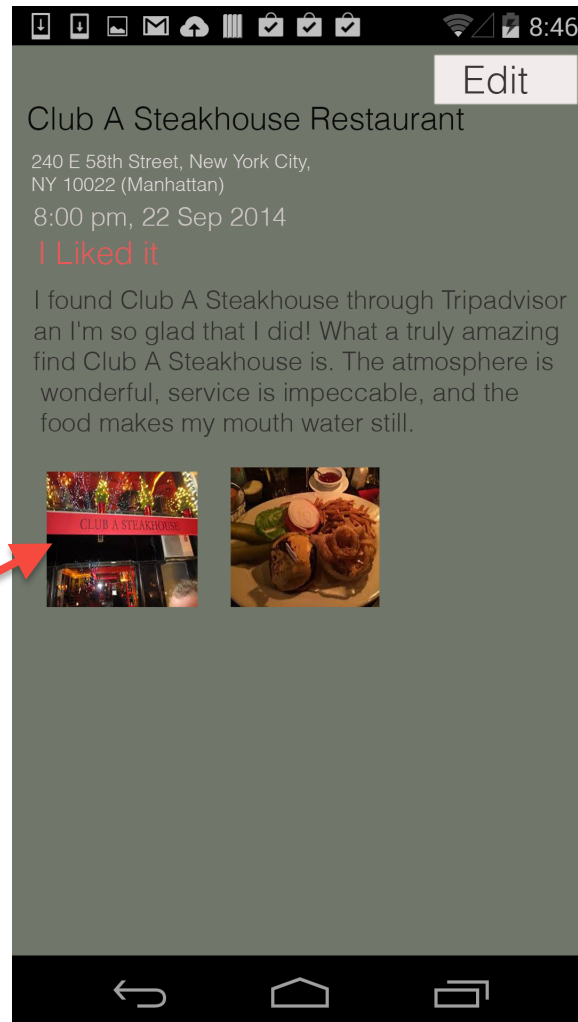 8:46
Edit
Club A Steakhouse Restaurant
240 E 58th Street, New York City,
NY 10022 (Manhattan)
8:00 pm, 22 Sep 2014
I Liked it
I found Club A Steakhouse through Tripadvisor
an I'm so glad that I did! What a truly amazing
find Club A Steakhouse is. The atmosphere is
wonderful, service is impeccable, and the
food makes my mouth water still.
CLUB A STEAKHOUSE